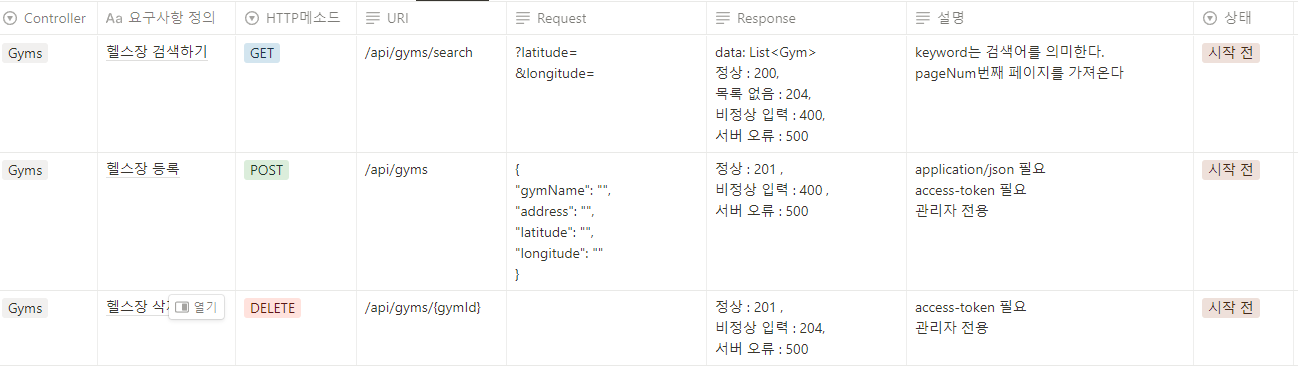 Controller Aa 요구사항 정의 HTTP메소드 URI Request Response 설명 상태
Gyms
헬스장 검색하기
GET
/api/gyms/search
?latitude=
&longitude=
data: List<Gym>
정상 : 200,
목록 없음 : 204,
비정상 입력 : 400,
서버 오류 : 500
keyword는 검색어를 의미한다.
pageNum번째 페이지를 가져온다
시작 전
Gyms
헬스장 등록
POST
/api/gyms
{
"gymName": "",
"address": "",
"latitude": "",
"longitude": ""
}
정상 : 201 ,
비정상 입력 : 400 ,
서버 오류 : 500
application/json 필요
access-token 필요
관리자 전용
시작 전
Gyms
헬스장
열기
DELETE
/api/gyms/{gymId}
정상 : 201 ,
비정상 입력 : 204,
서버 오류 : 500
access-token 필요
관리자 전용
시작 전